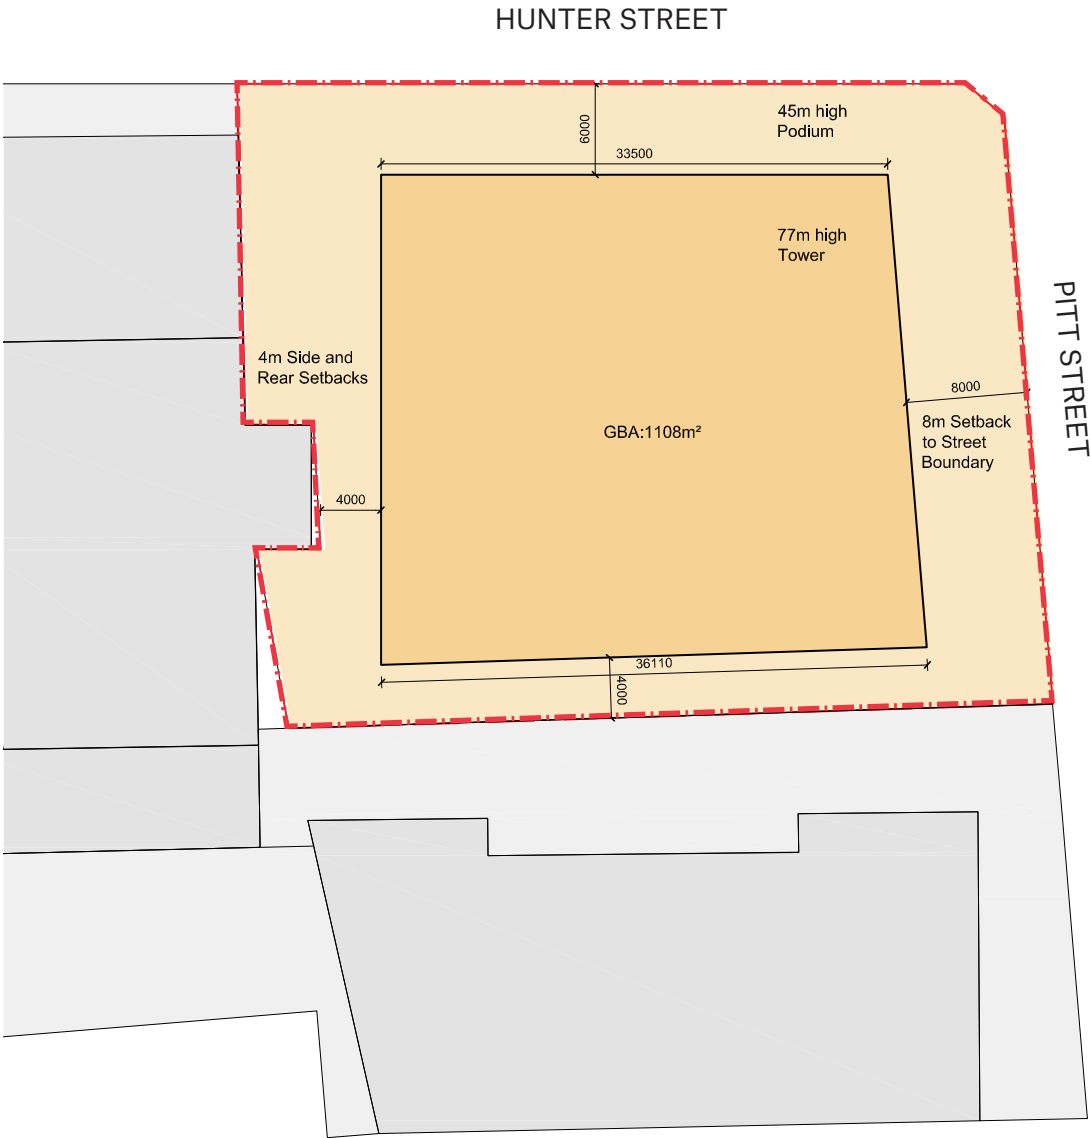 HUNTER STREET
45m high
Podium
6000
33500
77m high
Tower
PITT STREET
4m Side and
Rear Setbacks
8000
8m Setback
to Street
Boundary
GBA:1108m²
4000
36110
4000